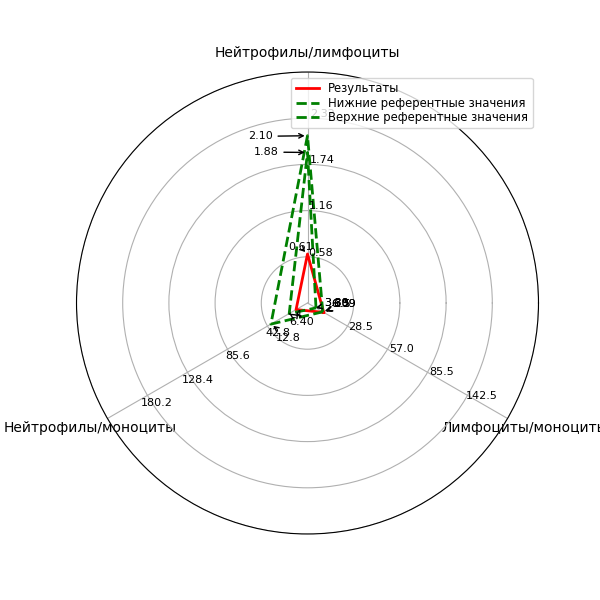 Нейтрофилы/лимфоциты
Результаты
Нижние референтные значения
Верхние референтные значения
2.10
1.88
1.74
1.16
0.61
0.58
6.40
28.5
42.8
12.8
57.0
85.6
85.5
128.4
142.5
180.2
Нейтрофилы/моноциты
Лимфоциты/моноциты